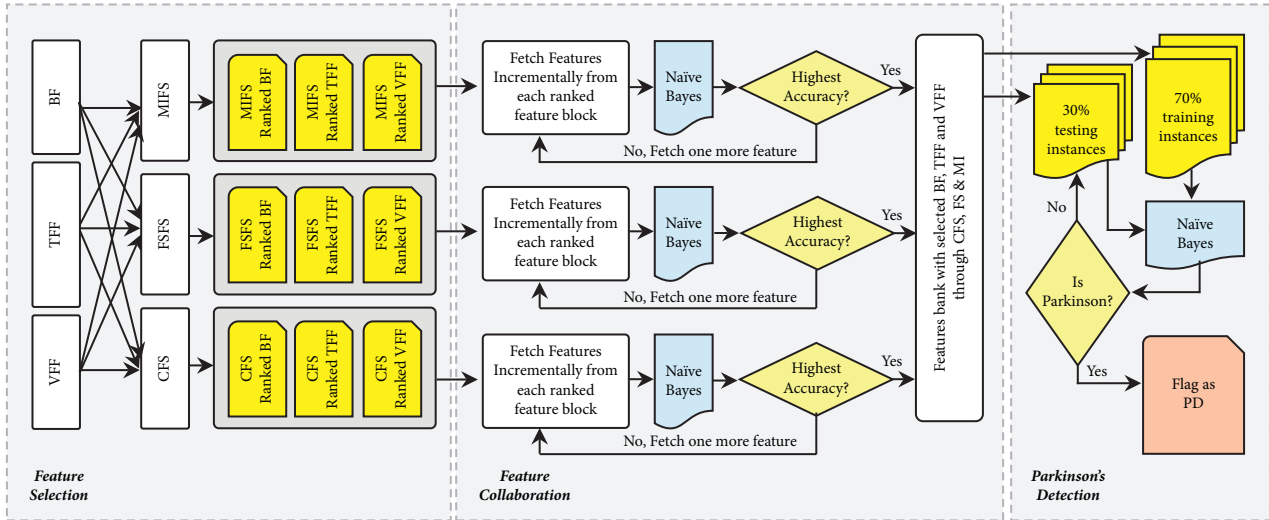 BF
TFF
VFF
MIFS
FSFS
CFS
MIFS
Ranked BF
MIFS
Ranked TFF
MIFS
Ranked VFF
FSFS
Ranked BF
FSFS
Ranked TFF
FSFS
Ranked VFF
CFS
Ranked BF
CFS
Ranked TFF
CFS
Ranked VFF
Feature
Selection
Fetch Features
Incrementally from
each ranked
feature block
Naïve
Bayes
Highest
Accuracy?
Yes
No, Fetch one more feature
Fetch Features
Incrementally from
each ranked
feature block
Naïve
Bayes
Highest
Accuracy?
Yes
No, Fetch one more feature
Fetch Features
Incrementally from
each ranked
feature block
Naïve
Bayes
Highest
Accuracy?
Yes
No, Fetch one more feature
Feature
Collaboration
Features bank with selected BF, TFF and VFF
through CFS, FS & MI
30%
testing
instances
70%
training
instances
No
Naïve
Bayes
Is
Parkinson?
Yes
Flag as
PD
Parkinson's
Detection